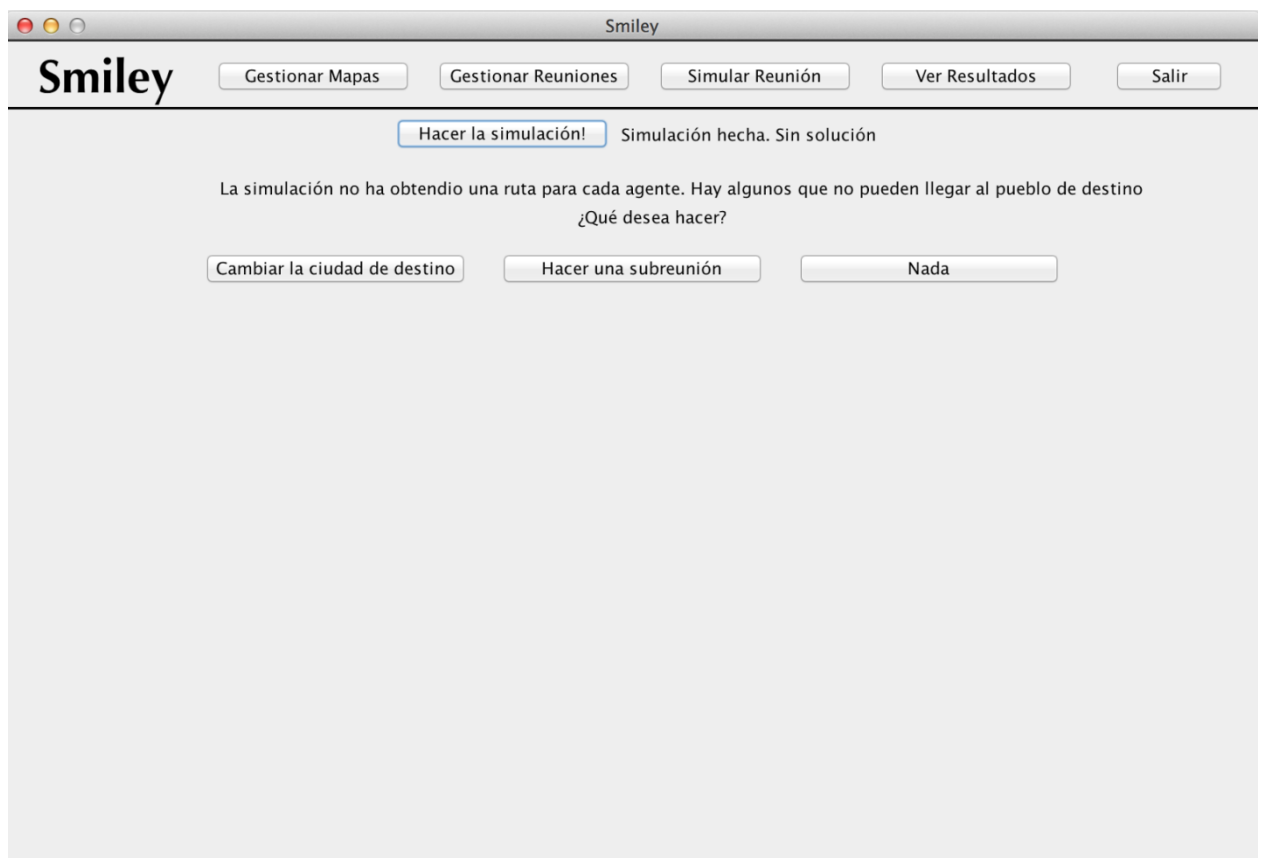 Smiley
Smiley Gestionar Mapas Gestionar Reuniones Simular Reunión Ver Resultados Salir
Hacer la simulación! Simulación hecha. Sin solución
La simulación no ha obtendio una ruta para cada agente. Hay algunos que no pueden llegar al pueblo de destino
¿Qué desea hacer?
Cambiar la ciudad de destino Hacer una subreunión Nada